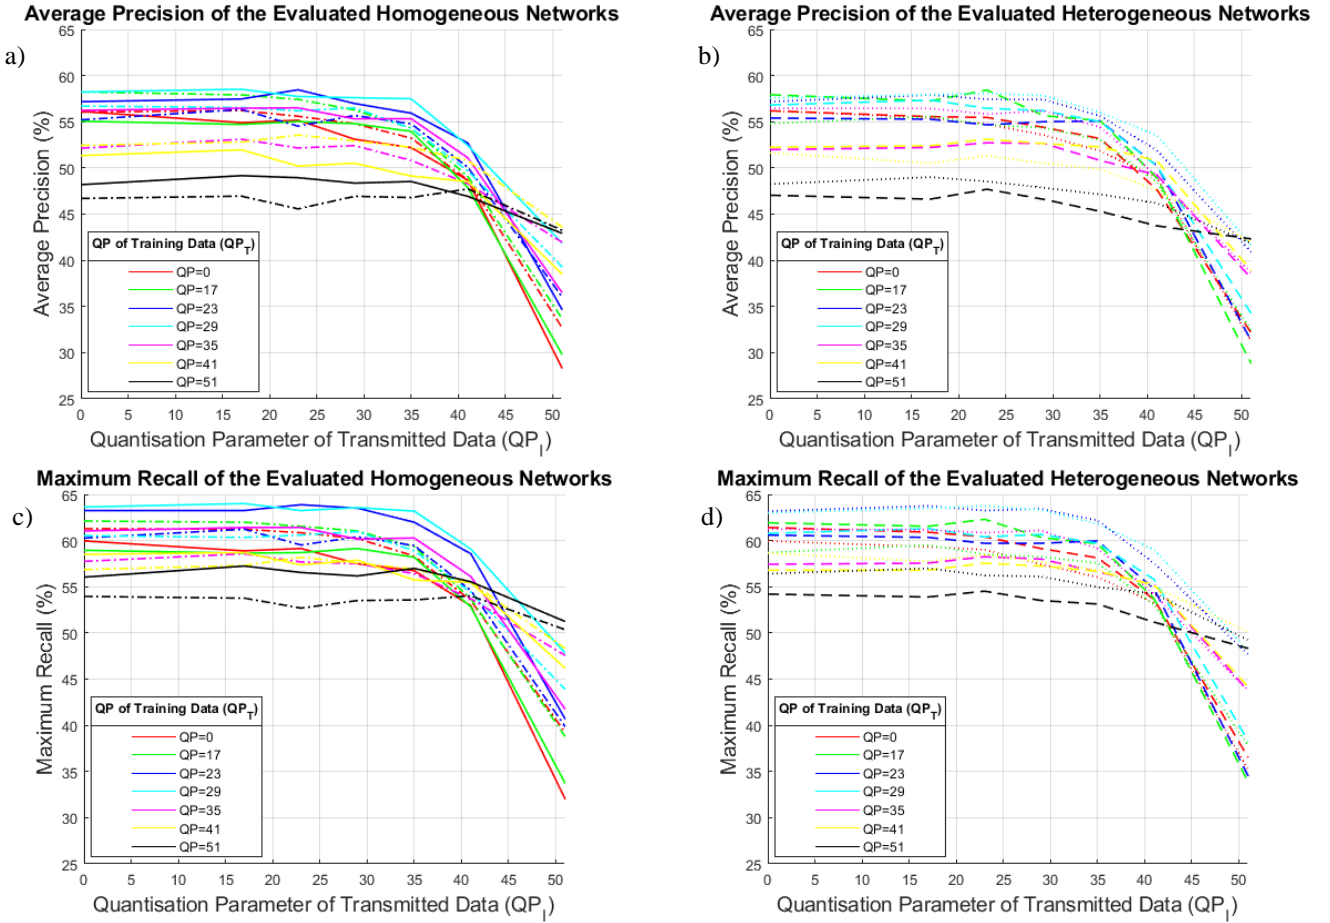 Average Precision of the Evaluated Homogeneous Networks
a)
65
60
55
50
45
40
35
30
25
Average Precision (%)
QP of Training Data (QP_T)
QP=0
QP=17
QP=23
QP=29
QP=35
QP=41
QP=51
0 5 10 15 20 25 30 35 40 45 50
Quantisation Parameter of Transmitted Data (QP_I)
Average Precision of the Evaluated Heterogeneous Networks
b)
65
60
55
50
45
40
35
30
25
Average Precision (%)
QP of Training Data (QP_T)
QP=0
QP=17
QP=23
QP=29
QP=35
QP=41
QP=51
0 5 10 15 20 25 30 35 40 45 50
Quantisation Parameter of Transmitted Data (QP_I)
Maximum Recall of the Evaluated Homogeneous Networks
c)
65
60
55
50
45
40
35
30
25
Maximum Recall (%)
QP of Training Data (QP_T)
QP=0
QP=17
QP=23
QP=29
QP=35
QP=41
QP=51
0 5 10 15 20 25 30 35 40 45 50
Quantisation Parameter of Transmitted Data (QP_I)
Maximum Recall of the Evaluated Heterogeneous Networks
d)
65
60
55
50
45
40
35
30
25
Maximum Recall (%)
QP of Training Data (QP_T)
QP=0
QP=17
QP=23
QP=29
QP=35
QP=41
QP=51
0 5 10 15 20 25 30 35 40 45 50
Quantisation Parameter of Transmitted Data (QP_I)